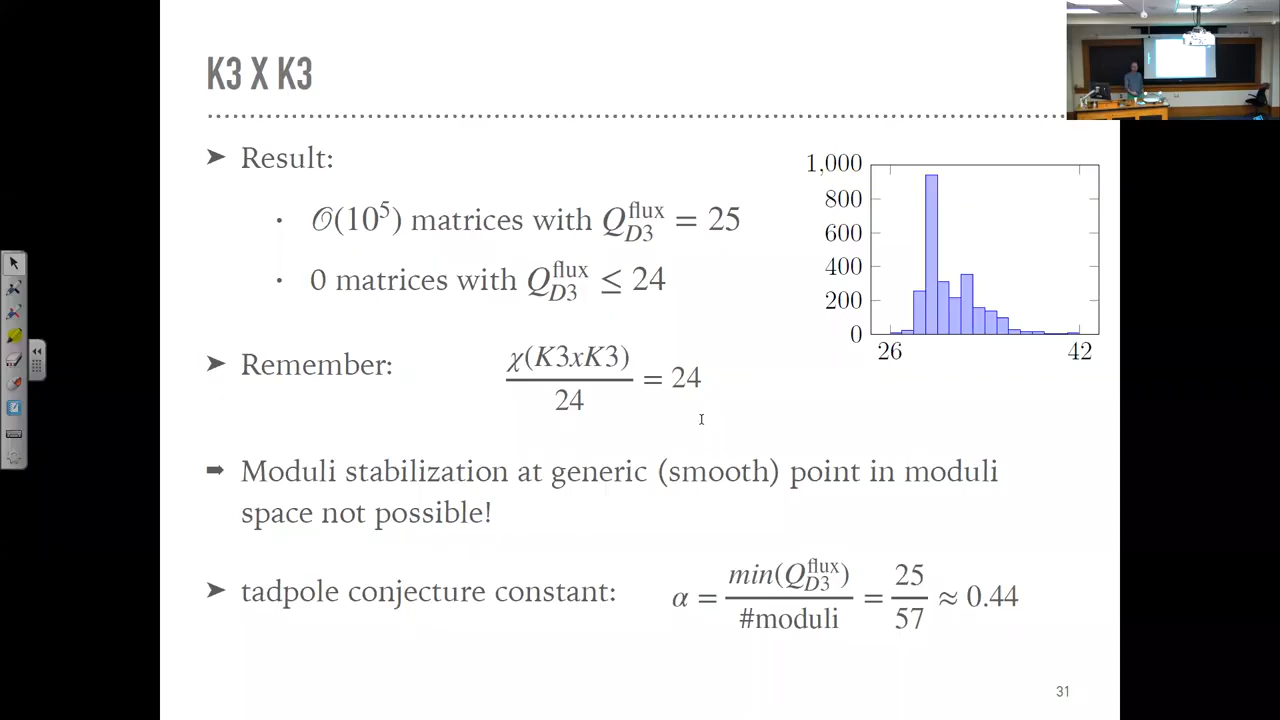 K3 X K3
➤ Result:
· 𝒪(10⁵) matrices with Q_{D3}^{flux} = 25
· 0 matrices with Q_{D3}^{flux} ≤ 24
1,000
800
600
400
200
0
26 42
➤ Remember: χ(K3xK3)/24 = 24
➡ Moduli stabilization at generic (smooth) point in moduli
space not possible!
➤ tadpole conjecture constant: α = min(Q_{D3}^{flux})/#moduli = 25/57 ≈ 0.44
31